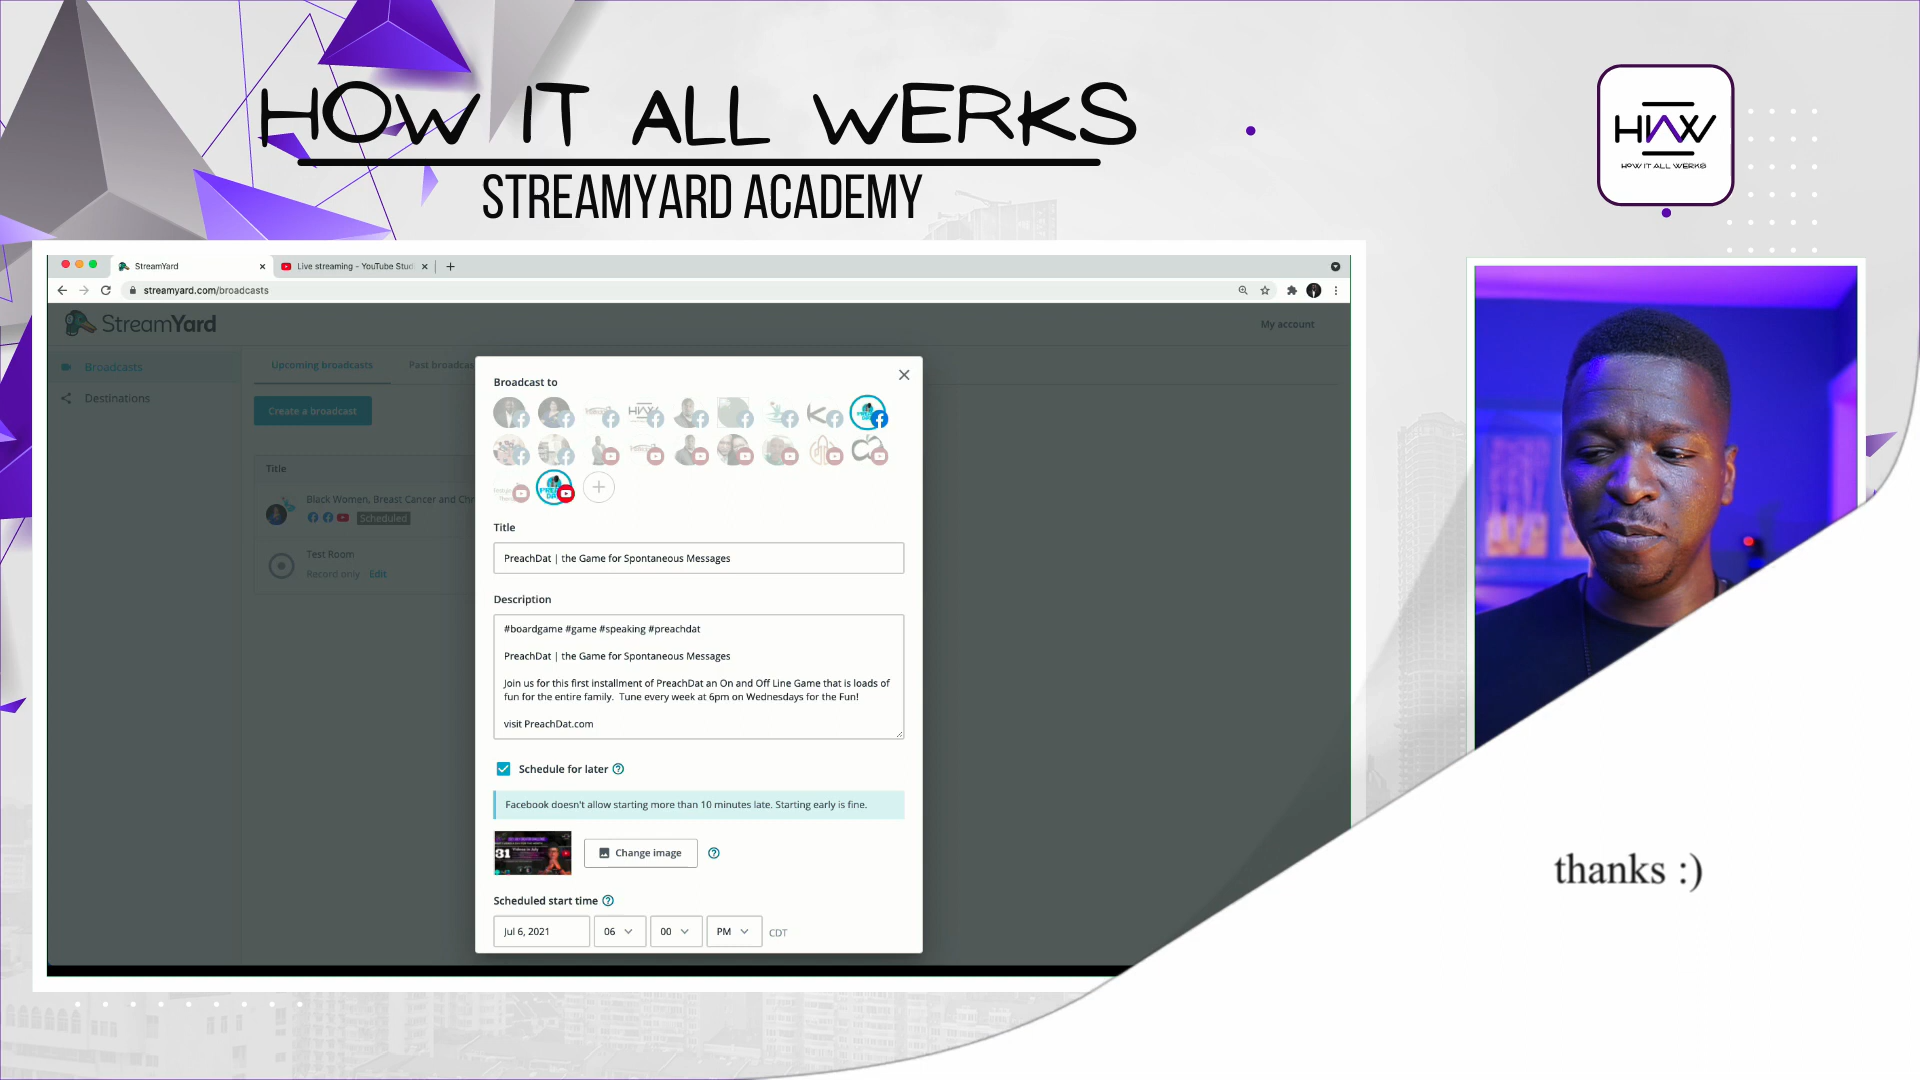 HOW IT ALL WERKS
STREAMYARD ACADEMY
HIAW
HOW IT ALL WERKS
StreamYard
Live streaming - YouTube Stud
streamyard.com/broadcasts
StreamYard
My account
Broadcasts
Destinations
Upcoming broadcasts
Past broadcas
Create a broadcast
Title
Black Women, Breast Cancer and Chr
Scheduled
Test Room
Record only Edit
Broadcast to
Title
PreachDat | the Game for Spontaneous Messages
Description
#boardgame #game #speaking #preachdat
PreachDat | the Game for Spontaneous Messages
Join us for this first installment of PreachDat an On and Off Line Game that is loads of
fun for the entire family. Tune every week at 6pm on Wednesdays for the Fun!
visit PreachDat.com
Schedule for later
Facebook doesn't allow starting more than 10 minutes late. Starting early is fine.
31
Change image
Scheduled start time
Jul 6, 2021 06 00 PM CDT
thanks :)